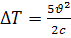 ΔT = 5ϑ²/2c